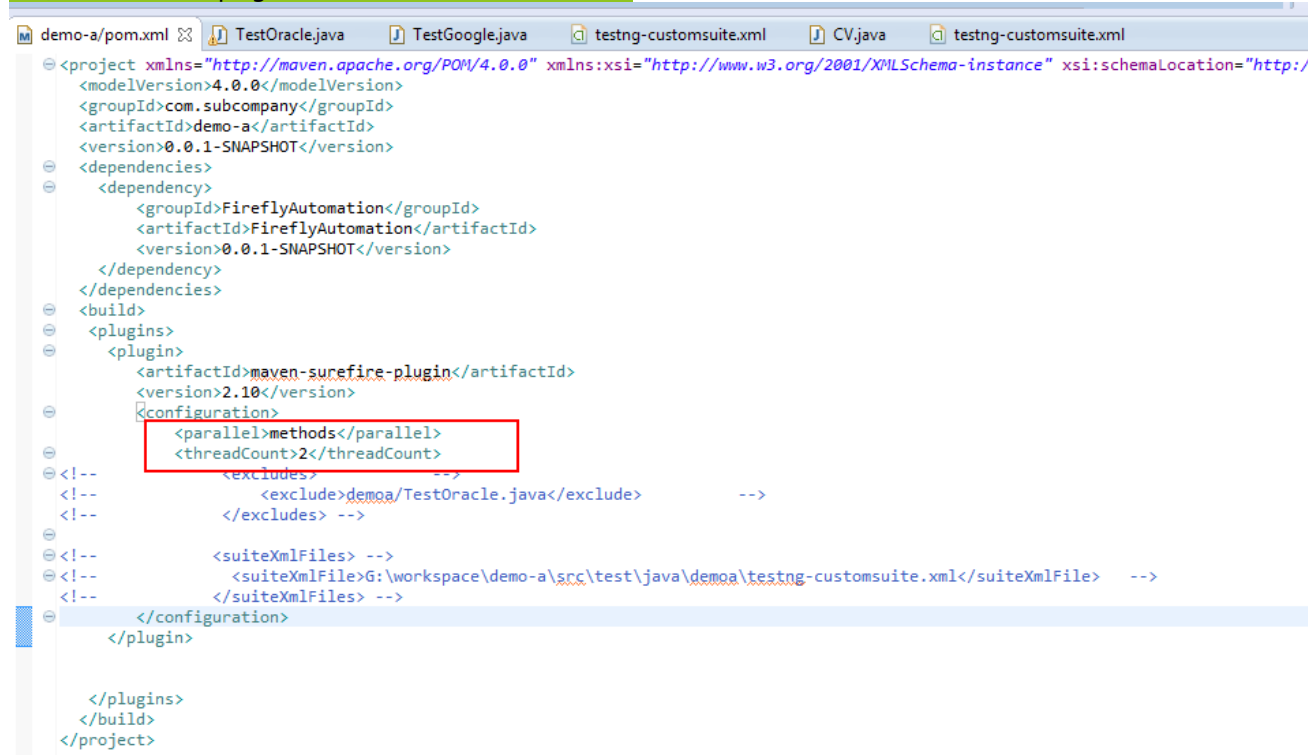 demo-a/pom.xml TestOracle.java TestGoogle.java testng-customsuite.xml CV.java testng-customsuite.xml
<project xmlns="http://maven.apache.org/POM/4.0.0" xmlns:xsi="http://www.w3.org/2001/XMLSchema-instance" xsi:schemaLocation="http:/
<modelVersion>4.0.0</modelVersion>
<groupId>com.subcompany</groupId>
<artifactId>demo-a</artifactId>
<version>0.0.1-SNAPSHOT</version>
<dependencies>
<dependency>
<groupId>FireflyAutomation</groupId>
<artifactId>FireflyAutomation</artifactId>
<version>0.0.1-SNAPSHOT</version>
</dependency>
</dependencies>
<build>
<plugins>
<plugin>
<artifactId>maven-surefire-plugin</artifactId>
<version>2.10</version>
<configuration>
<parallel>methods</parallel>
<threadCount>2</threadCount>
<!-- <excludes> -->
<!-- <exclude>demoa/TestOracle.java</exclude> -->
<!-- </excludes> -->
<!-- <suiteXmlFiles> -->
<!-- <suiteXmlFile>G:\workspace\demo-a\src\test\java\demoa\testng-customsuite.xml</suiteXmlFile> -->
<!-- </suiteXmlFiles> -->
</configuration>
</plugin>
</plugins>
</build>
</project>